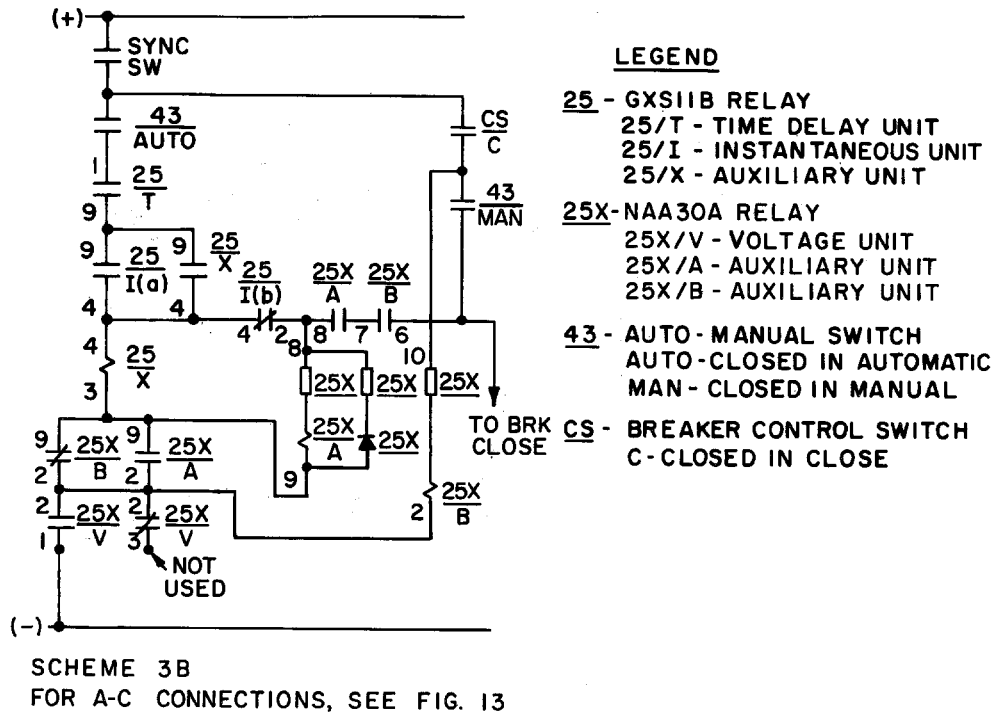 (+)
SYNC
SW
43
AUTO
CS
C
1
25
T
9
43
MAN
9
25
I(a)
4
9
25
X
4
25
I(b)
4
2
25X
A
25X
B
8
7
6
4
25
X
3
8
25X
25X
10
25X
TO BRK
CLOSE
9
25X
B
2
9
25X
A
2
25X
A
25X
9
25X
B
2
2
25X
V
1
2
25X
V
3
NOT
USED
(-)
SCHEME 3B
FOR A-C CONNECTIONS, SEE FIG. 13
LEGEND
25 - GXS11B RELAY
25/T - TIME DELAY UNIT
25/I - INSTANTANEOUS UNIT
25/X - AUXILIARY UNIT
25X-NAA30A RELAY
25X/V - VOLTAGE UNIT
25X/A - AUXILIARY UNIT
25X/B - AUXILIARY UNIT
43 - AUTO-MANUAL SWITCH
AUTO-CLOSED IN AUTOMATIC
MAN - CLOSED IN MANUAL
CS - BREAKER CONTROL SWITCH
C-CLOSED IN CLOSE